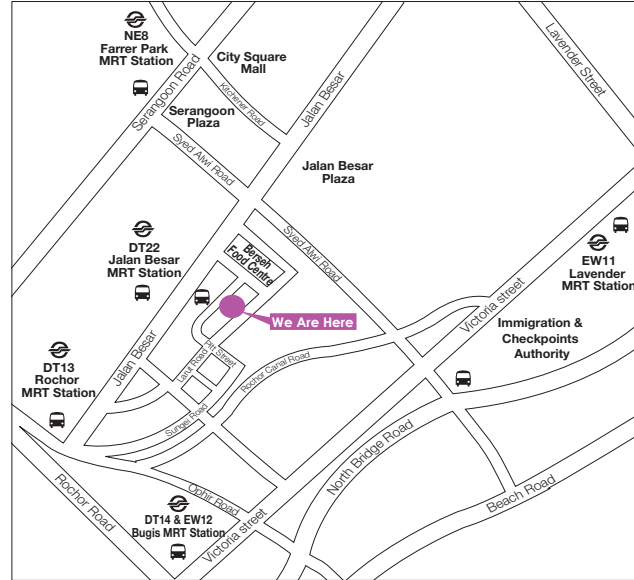 NE8
Farrer Park
MRT Station
City Square
Mall
Lavender Street
Serangoon Road
Kitchener Road
Jalan Besar
Serangoon
Plaza
Syed Alwi Road
Jalan Besar
Plaza
DT22
Jalan Besar
MRT Station
Berseh
Food Centre
Syed Alwi Road
EW11
Lavender
MRT Station
We Are Here
Victoria street
Immigration &
Checkpoints
Authority
DT13
Rochor
MRT Station
Jalan Besar
Larut Road
Pitt Street
Rochor Canal Road
Sungei Road
North Bridge Road
Rochor Road
Ophir Road
Beach Road
DT14 & EW12
Bugis MRT Station
Victoria street